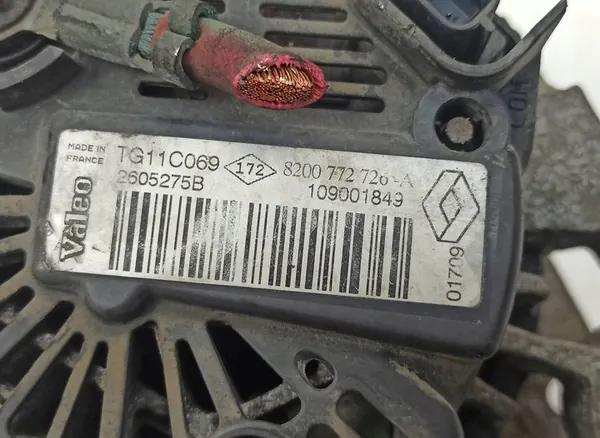 MADE IN
FRANCE
Valeo
TG11C069 172 8200 772 726-A
2605275B 109001849
01709